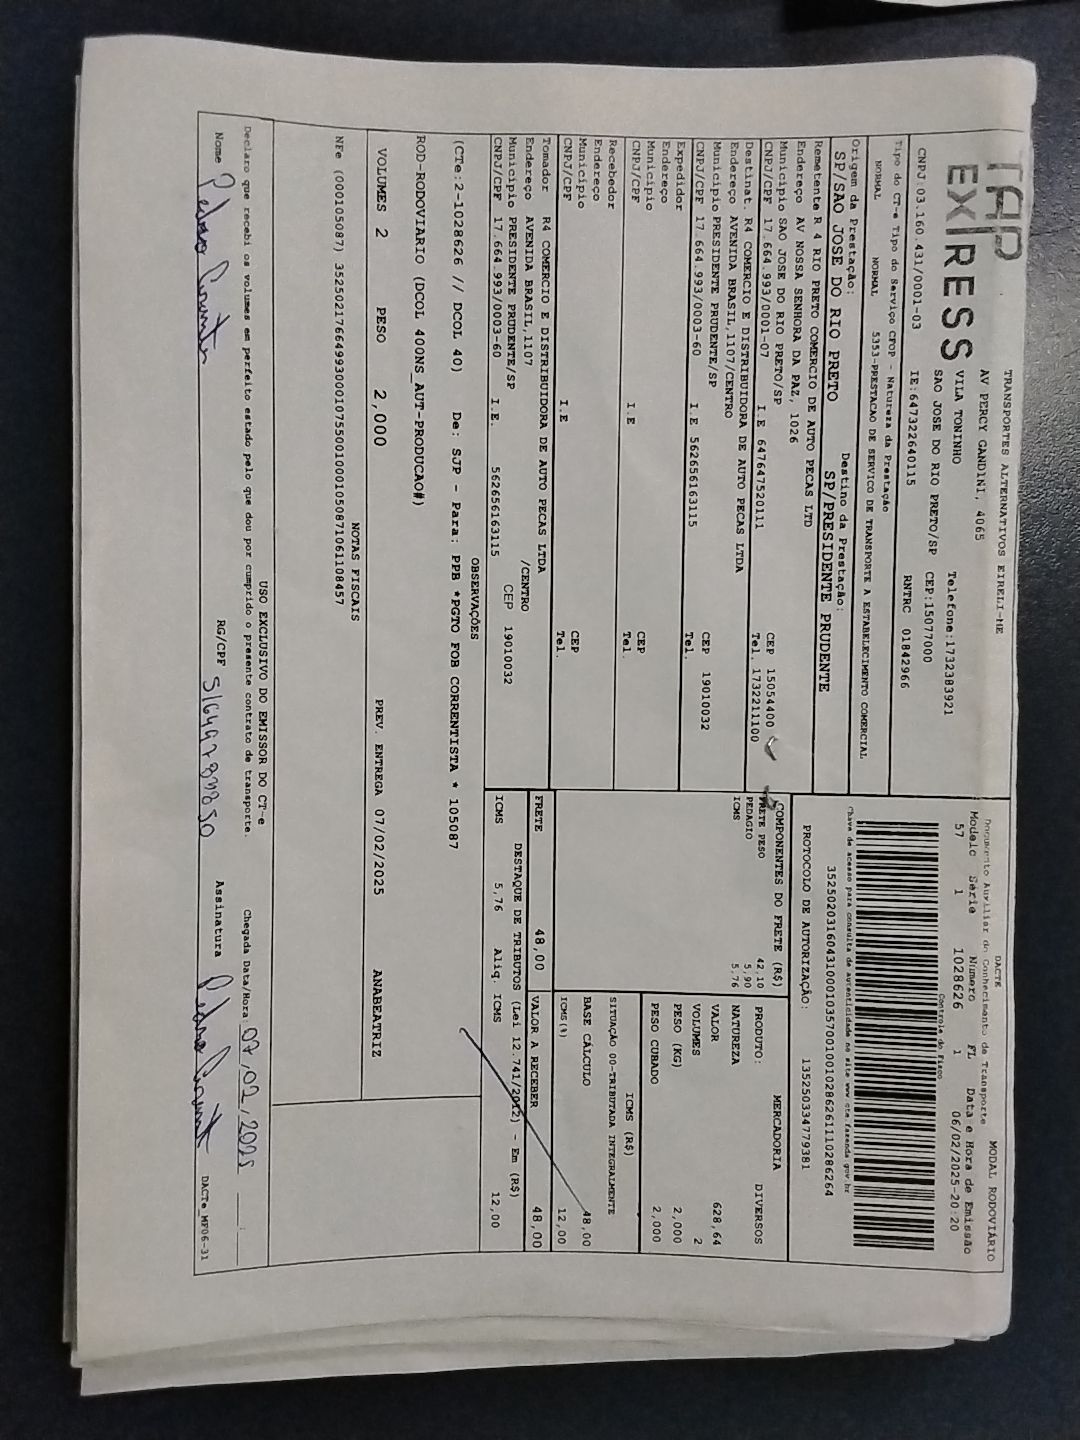 TAP
EXPRESS
TRANSPORTES ALTERNATIVOS EIRELI-ME
AV PERCY GANDINI, 4065
VILA TONINHO
SAO JOSE DO RIO PRETO/SP
Telefone:1732383921
CEP:15077000
CNPJ:03.160.431/0001-03 IE:647322640115 RNTRC 01842966
DACTE MODAL RODOVIÁRIO
Documento Auxiliar do Conhecimento de Transporte
Modelo Série Número FL Data e Hora de Emissão
57 1 1028626 1 06/02/2025-20:20
Controle do Fisco
Chave de acesso para consulta de autenticidade no site www.cte.fazenda.gov.br
35250203160431000103570010010286261110286264
PROTOCOLO DE AUTORIZAÇÃO: 135250334779381
Tipo do CT-e Tipo do Serviço CFOP - Natureza da Prestação
NORMAL NORMAL 5353-PRESTACAO DE SERVICO DE TRANSPORTE A ESTABELECIMENTO COMERCIAL
Origem da Prestação: Destino da Prestação:
SP/SAO JOSE DO RIO PRETO SP/PRESIDENTE PRUDENTE
Remetente R 4 RIO PRETO COMERCIO DE AUTO PECAS LTD
Endereço AV NOSSA SENHORA DA PAZ, 1026
Município SAO JOSE DO RIO PRETO/SP CEP 15054400
CNPJ/CPF 17.664.993/0001-07 I.E 647647520111 Tel. 1732211100
Destinat. R4 COMERCIO E DISTRIBUIDORA DE AUTO PECAS LTDA
Endereço AVENIDA BRASIL,1107/CENTRO
Município PRESIDENTE PRUDENTE/SP CEP 19010032
CNPJ/CPF 17.664.993/0003-60 I.E 562656163115 Tel.
Expedidor
Endereço
Município CEP
CNPJ/CPF I.E Tel.
Recebedor
Endereço
Município CEP
CNPJ/CPF I.E Tel.
Tomador R4 COMERCIO E DISTRIBUIDORA DE AUTO PECAS LTDA
Endereço AVENIDA BRASIL,1107 /CENTRO
Município PRESIDENTE PRUDENTE/SP CEP 19010032
CNPJ/CPF 17.664.993/0003-60 I.E. 562656163115
COMPONENTES DO FRETE (R$)
FRETE PESO 42,10
PEDAGIO 5,90
ICMS 5,76
PRODUTO: MERCADORIA
NATUREZA DIVERSOS
VALOR 628,64
VOLUMES 2
PESO (KG) 2,000
PESO CUBADO 2,000
ICMS (R$)
SITUAÇÃO 00-TRIBUTADA INTEGRALMENTE
BASE CÁLCULO 48,00
ICMS(%) 12,00
FRETE 48,00 VALOR A RECEBER 48,00
DESTAQUE DE TRIBUTOS (Lei 12.741/2012) - Em (R$)
ICMS 5,76 Aliq. ICMS 12,00
OBSERVAÇÕES
(CTe:2-1028626 // DCOL 40) De: SJP - Para: PPB *PGTO FOB CORRENTISTA * 105087
ROD-RODOVIARIO (DCOL 400NS_AUT-PRODUCAO#)
VOLUMES 2 PESO 2,000 PREV. ENTREGA 07/02/2025 ANABEATRIZ
NOTAS FISCAIS
NFe (000105087) 35250217664993000107550010001050871061108457
USO EXCLUSIVO DO EMISSOR DO CT-e
Declaro que recebi os volumes em perfeito estado pelo que dou por cumprido o presente contrato de transporte. Chegada Data/Hora: 07,02,2025
Nome Pedro RG/CPF Assinatura Pedro DACTe_MF06-31